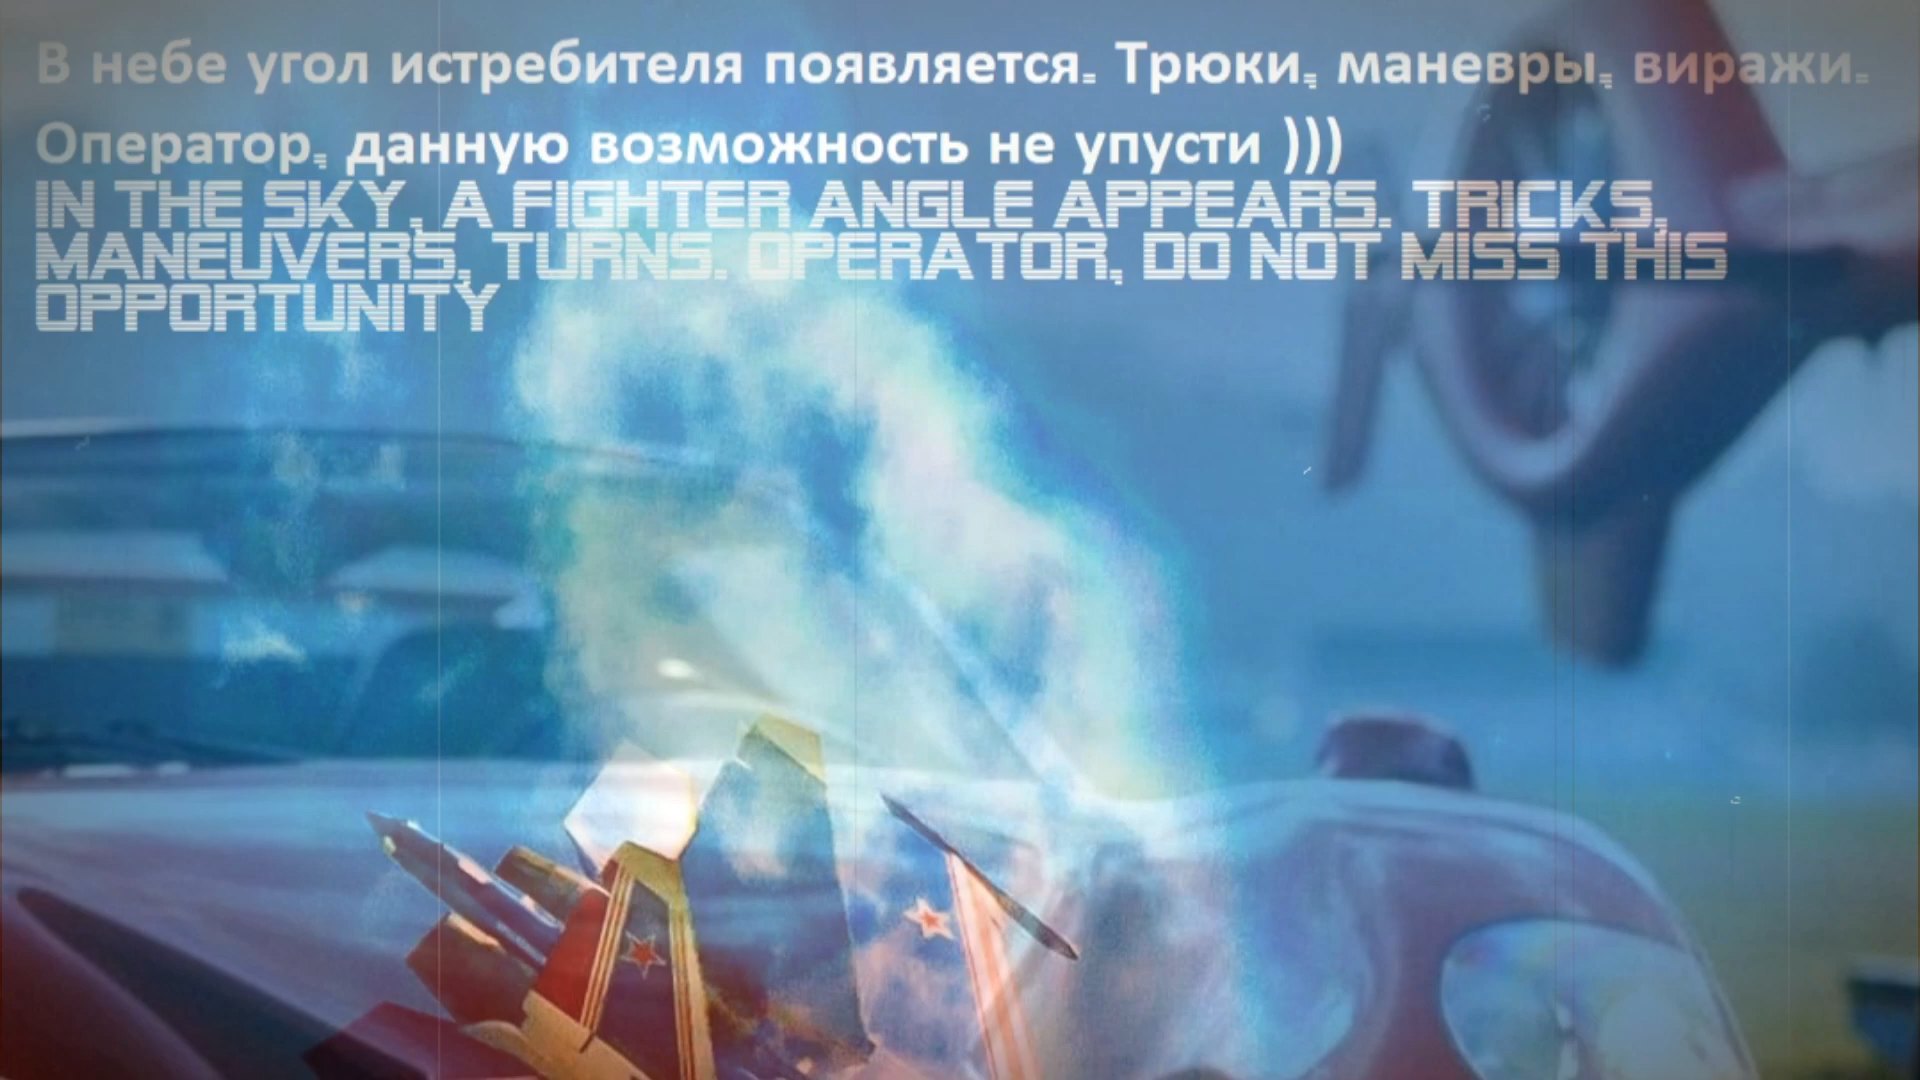 В небе угол истребителя появляется. Трюки, маневры, виражи.
Оператор, данную возможность не упусти )))
IN THE SKY, A FIGHTER ANGLE APPEARS. TRICKS,
MANEUVERS, TURNS. OPERATOR, DO NOT MISS THIS
OPPORTUNITY